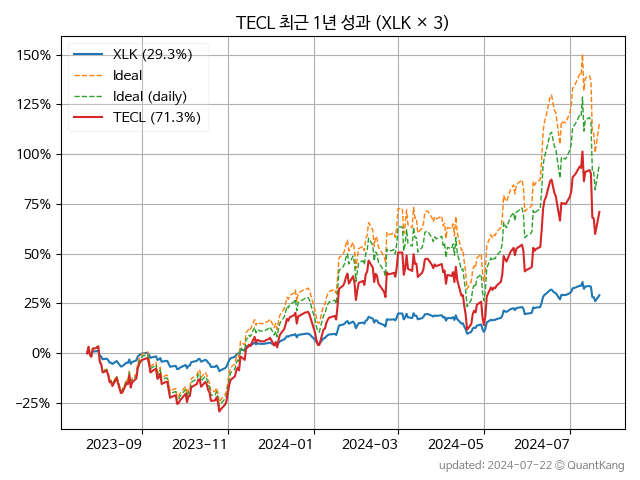 TECL 최근 1년 성과 (XLK × 3)
150%
125%
100%
75%
50%
25%
0%
−25%
XLK (29.3%)
Ideal
Ideal (daily)
TECL (71.3%)
2023-09
2023-11
2024-01
2024-03
2024-05
2024-07
updated: 2024-07-22 © QuantKang